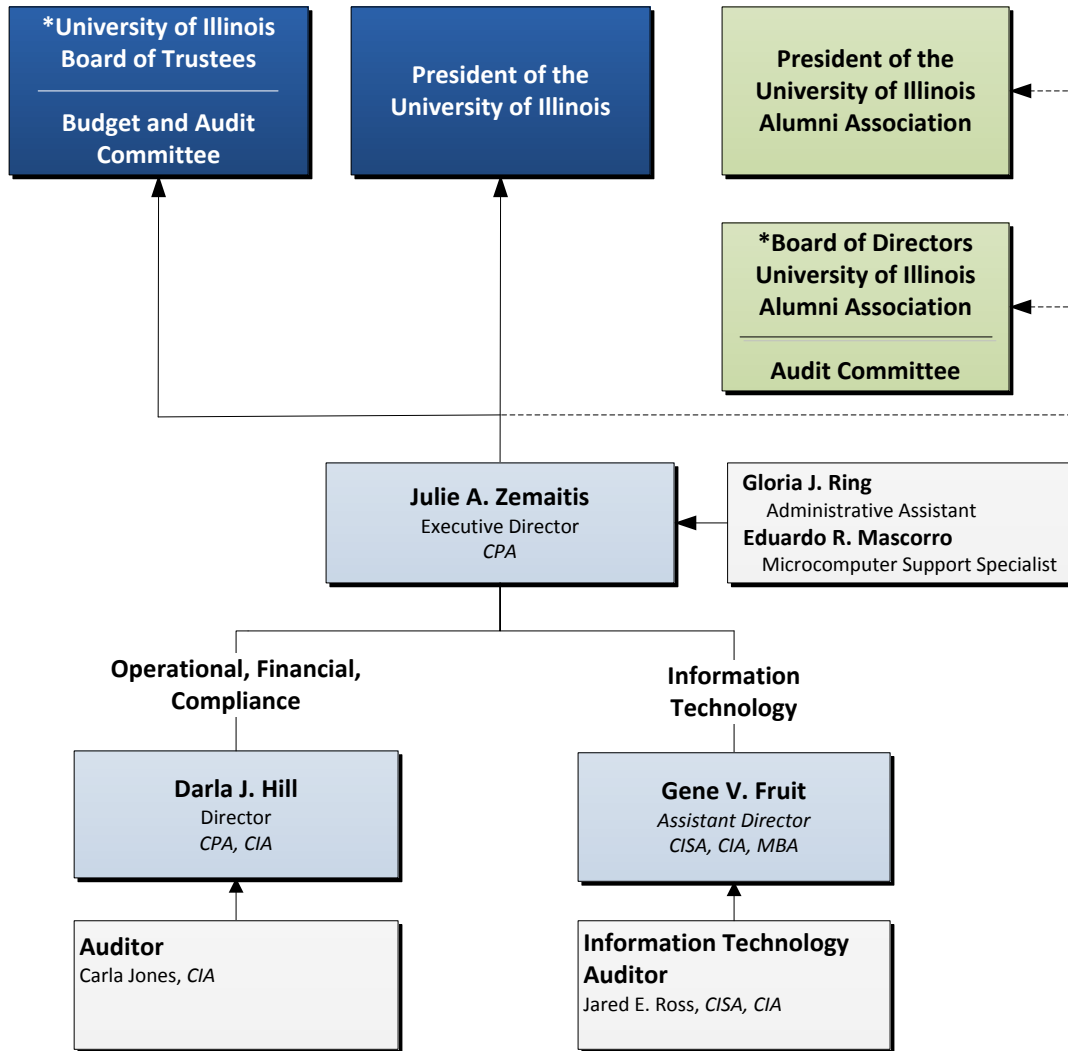 *University of Illinois
Board of Trustees
Budget and Audit
Committee
President of the
University of Illinois
President of the
University of Illinois
Alumni Association
*Board of Directors
University of Illinois
Alumni Association
Audit Committee
Julie A. Zemaitis
Executive Director
CPA
Gloria J. Ring
Administrative Assistant
Eduardo R. Mascorro
Microcomputer Support Specialist
Operational, Financial,
Compliance
Information
Technology
Darla J. Hill
Director
CPA, CIA
Gene V. Fruit
Assistant Director
CISA, CIA, MBA
Auditor
Carla Jones, CIA
Information Technology
Auditor
Jared E. Ross, CISA, CIA